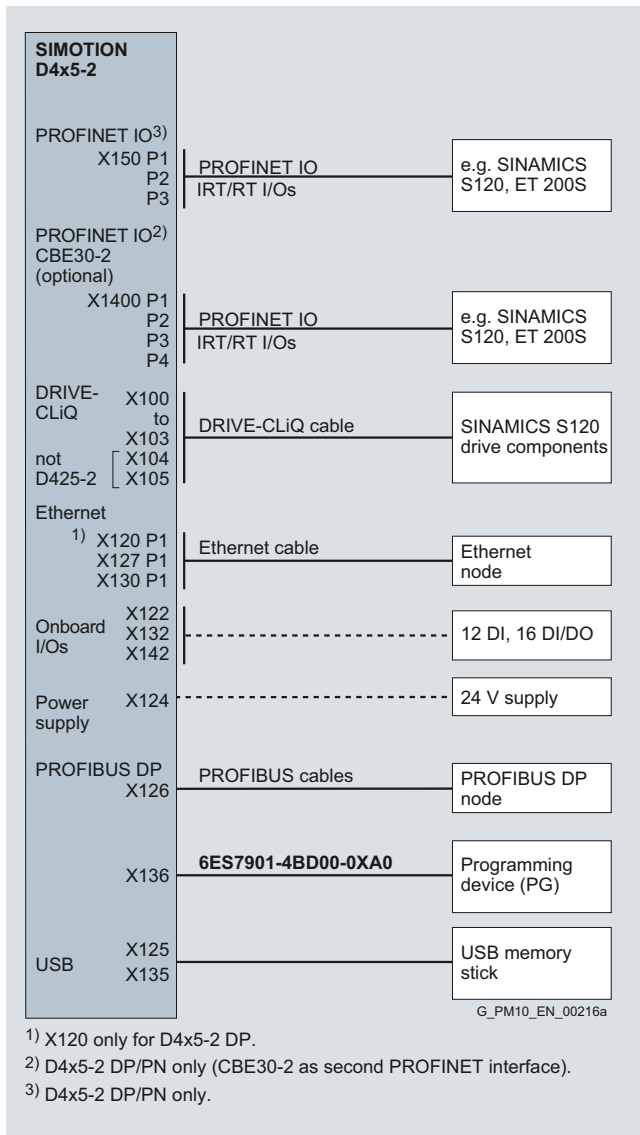 SIMOTION
D4x5-2
PROFINET IO3)
X150 P1
P2
P3
PROFINET IO
IRT/RT I/Os
e.g. SINAMICS
S120, ET 200S
PROFINET IO2)
CBE30-2
(optional)
X1400 P1
P2
P3
P4
PROFINET IO
IRT/RT I/Os
e.g. SINAMICS
S120, ET 200S
DRIVE-
CLiQ
X100
to
X103
not
D425-2
X104
X105
DRIVE-CLiQ cable
SINAMICS S120
drive components
Ethernet
1) X120 P1
X127 P1
X130 P1
Ethernet cable
Ethernet
node
Onboard
I/Os
X122
X132
X142
12 DI, 16 DI/DO
Power
supply
X124
24 V supply
PROFIBUS DP
X126
PROFIBUS cables
PROFIBUS DP
node
X136
6ES7901-4BD00-0XA0
Programming
device (PG)
USB
X125
X135
USB memory
stick
G_PM10_EN_00216a
1) X120 only for D4x5-2 DP.
2) D4x5-2 DP/PN only (CBE30-2 as second PROFINET interface).
3) D4x5-2 DP/PN only.